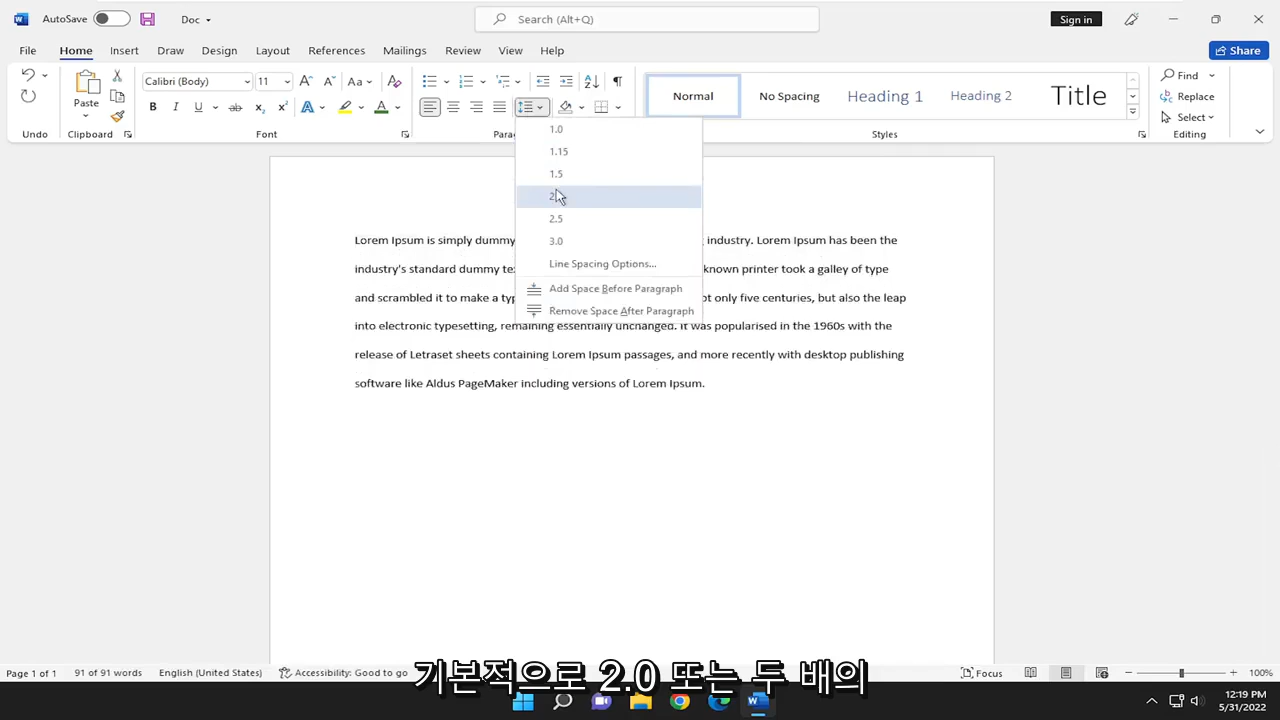 AutoSave
Doc
Search (Alt+Q)
Sign in
File Home Insert Draw Design Layout References Mailings Review View Help
Share
Paste
Calibri (Body) 11
Normal
No Spacing
Heading 1
Heading 2
Title
Find
Replace
Select
Undo Clipboard Font Styles Editing
1.0
1.15
1.5
2.5
3.0
Line Spacing Options...
Add Space Before Paragraph
Remove Space After Paragraph
Lorem Ipsum is simply dummy industry. Lorem Ipsum has been the
industry's standard dummy known printer took a galley of type
and scrambled it to make a only five centuries, but also the leap
into electronic typesetting, remaining essentially unchanged. It was popularised in the 1960s with the
release of Letraset sheets containing Lorem Ipsum passages, and more recently with desktop publishing
software like Aldus PageMaker including versions of Lorem Ipsum.
Page 1 of 1 91 of 91 words English (United States) Accessibility: Good to go Focus 100%
기본적으로 2.0 또는 두 배의
12:19 PM
5/31/2022